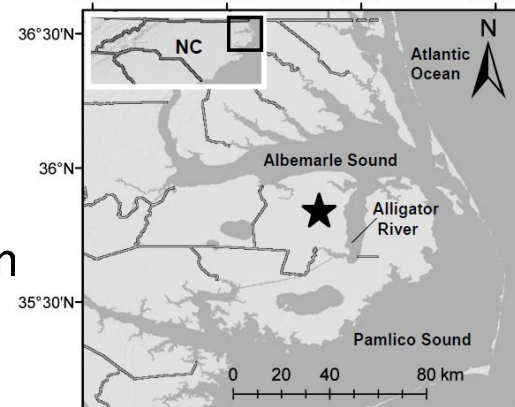 36°30'N
NC
N
Atlantic
Ocean
36°N
Albemarle Sound
Alligator
River
n
35°30'N
Pamlico Sound
0 20 40 60 80 km